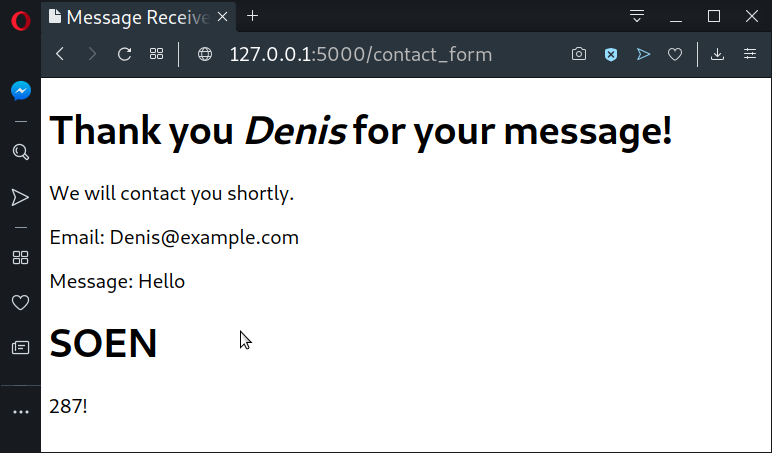 Message Receive
127.0.0.1:5000/contact_form
Thank you Denis for your message!
We will contact you shortly.
Email: Denis@example.com
Message: Hello
SOEN
287!